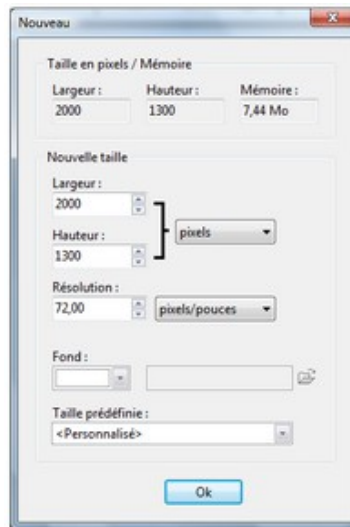 Nouveau
Taille en pixels / Mémoire
Largeur : Hauteur : Mémoire :
2000 1300 7,44 Mo
Nouvelle taille
Largeur :
2000
pixels
Hauteur :
1300
Résolution :
72,00 pixels/pouces
Fond :
Taille prédéfinie :
<Personnalisé>
Ok